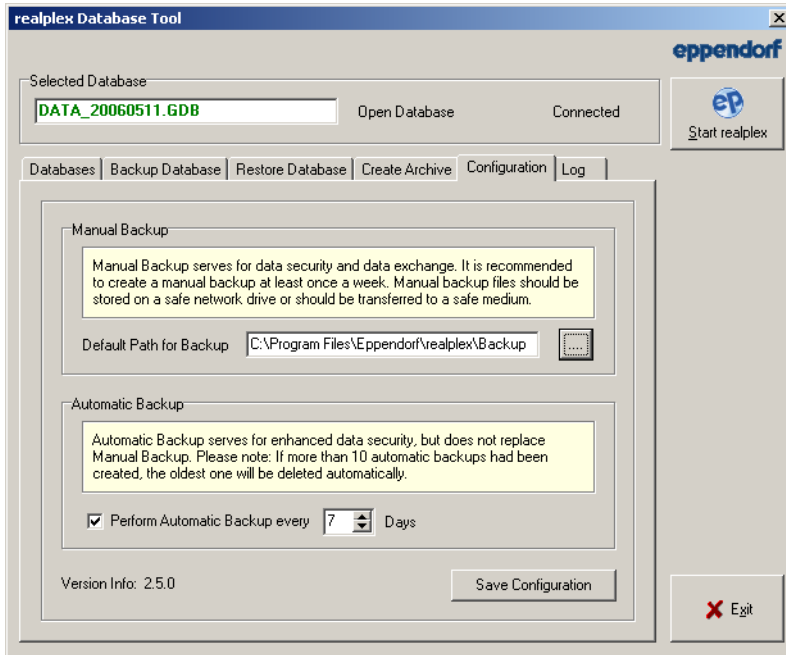 realplex Database Tool
eppendorf
Selected Database
DATA_20060511.GDB
Open Database
Connected
ep
Start realplex
Databases
Backup Database
Restore Database
Create Archive
Configuration
Log
Manual Backup
Manual Backup serves for data security and data exchange. It is recommended
to create a manual backup at least once a week. Manual backup files should be
stored on a safe network drive or should be transferred to a safe medium.
Default Path for Backup
C:\Program Files\Eppendorf\realplex\Backup
....
Automatic Backup
Automatic Backup serves for enhanced data security, but does not replace
Manual Backup. Please note: If more than 10 automatic backups had been
created, the oldest one will be deleted automatically.
Perform Automatic Backup every
7
Days
Version Info: 2.5.0
Save Configuration
Exit